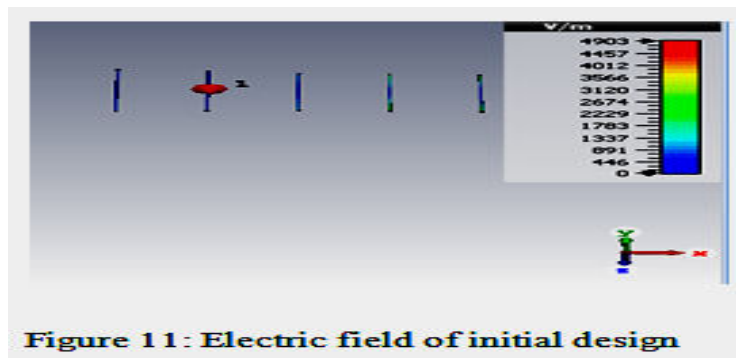 V/m
4903
4457
4012
3566
3120
2674
2229
1783
1337
891
446
0
1
Y
x
z
Figure 11: Electric field of initial design